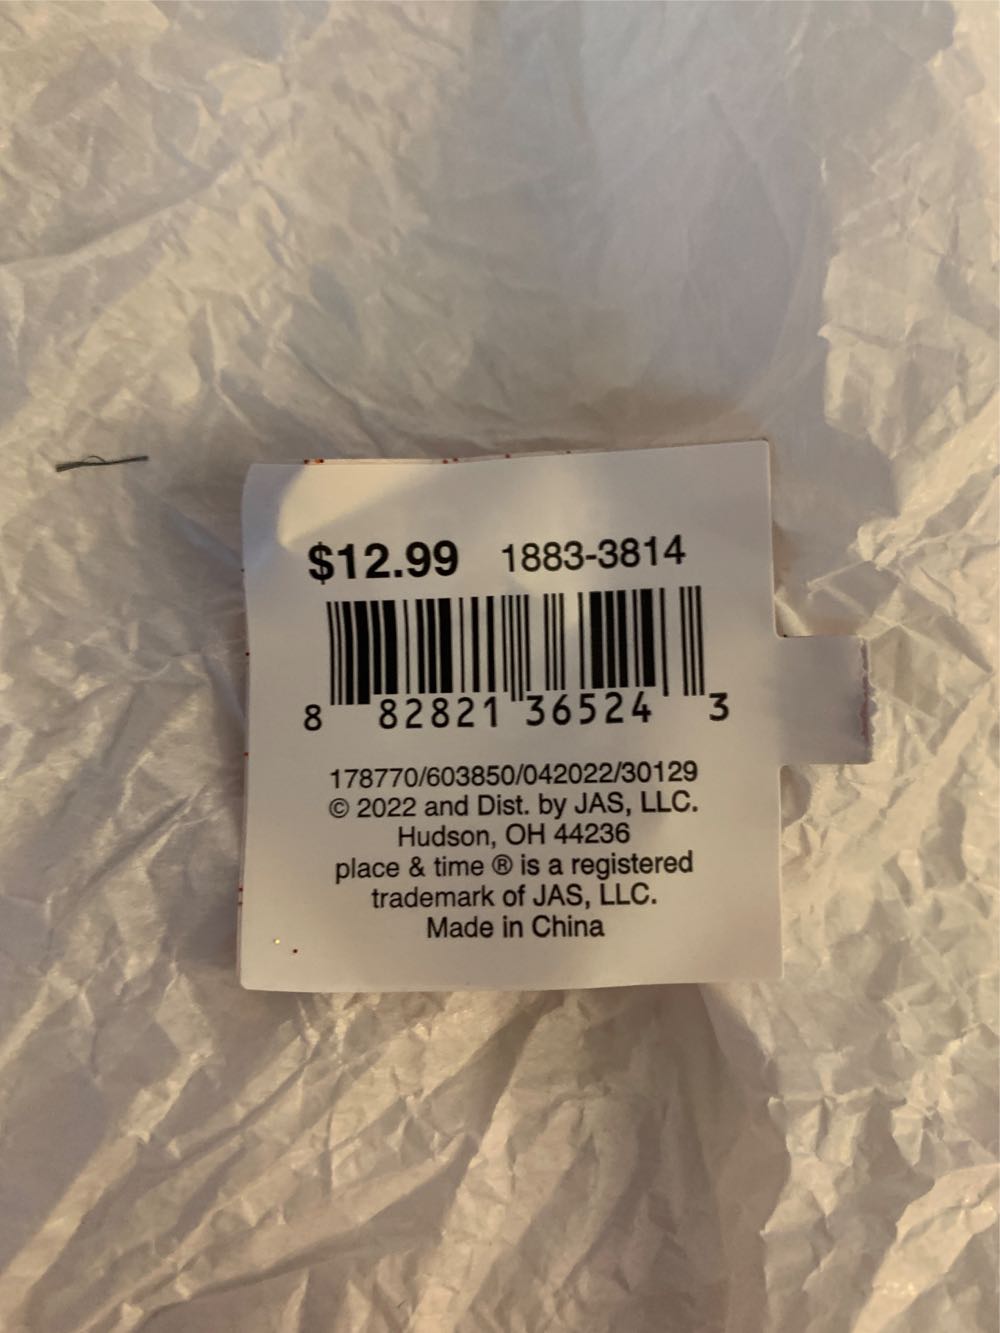 $12.99 1883-3814
8 82821 36524 3
178770/603850/042022/30129
© 2022 and Dist. by JAS, LLC.
Hudson, OH 44236
place & time ® is a registered
trademark of JAS, LLC.
Made in China